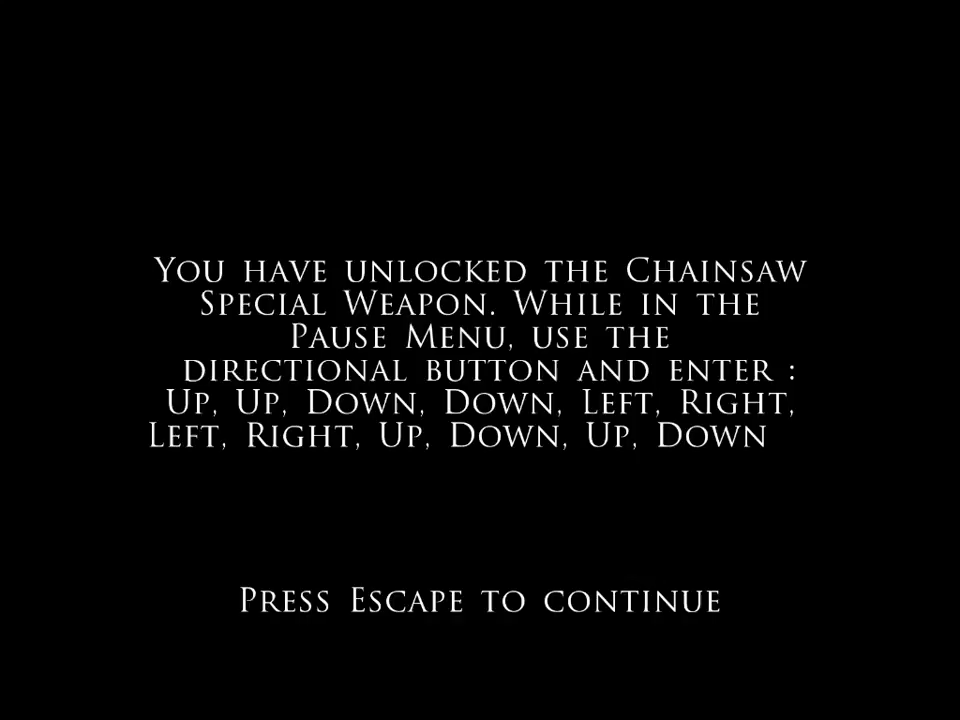 You have unlocked the Chainsaw
Special Weapon. While in the
Pause Menu, use the
directional button and enter :
Up, Up, Down, Down, Left, Right,
Left, Right, Up, Down, Up, Down
Press Escape to continue